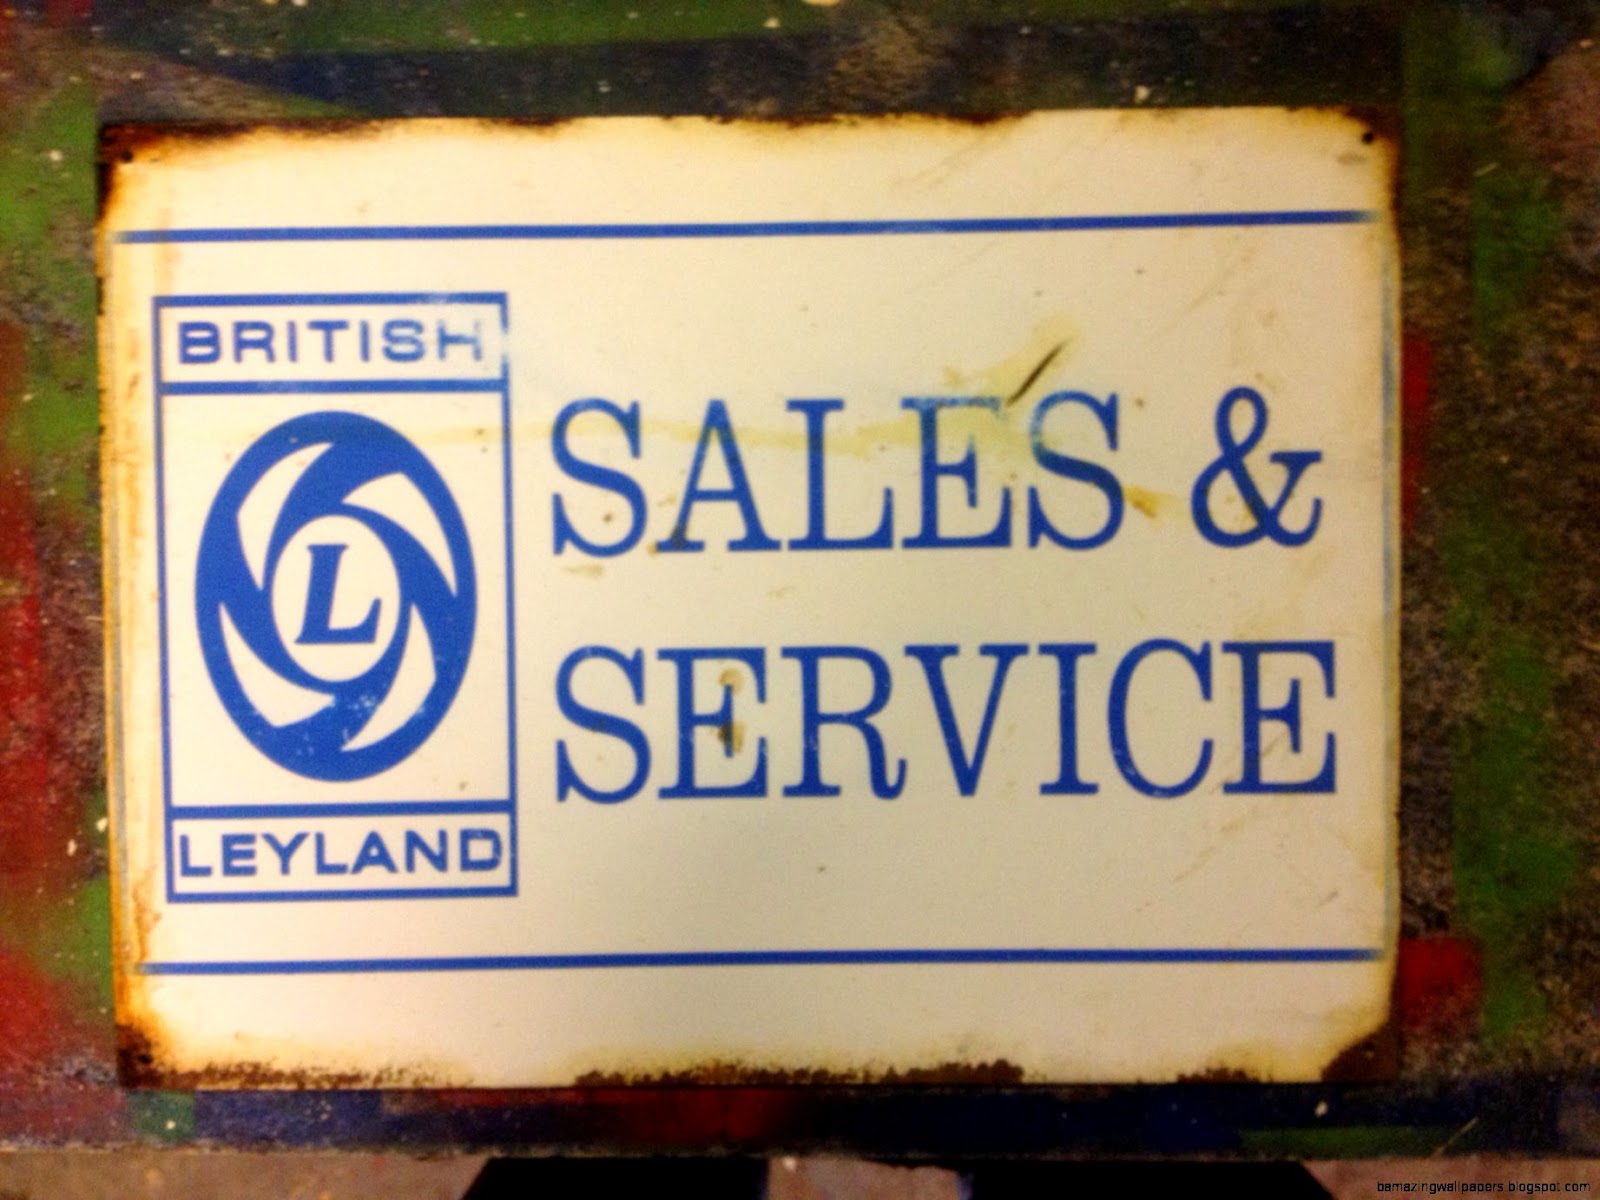 BRITISH
L
LEYLAND
SALES &
SERVICE
bamazingwallpapers.blogspot.com